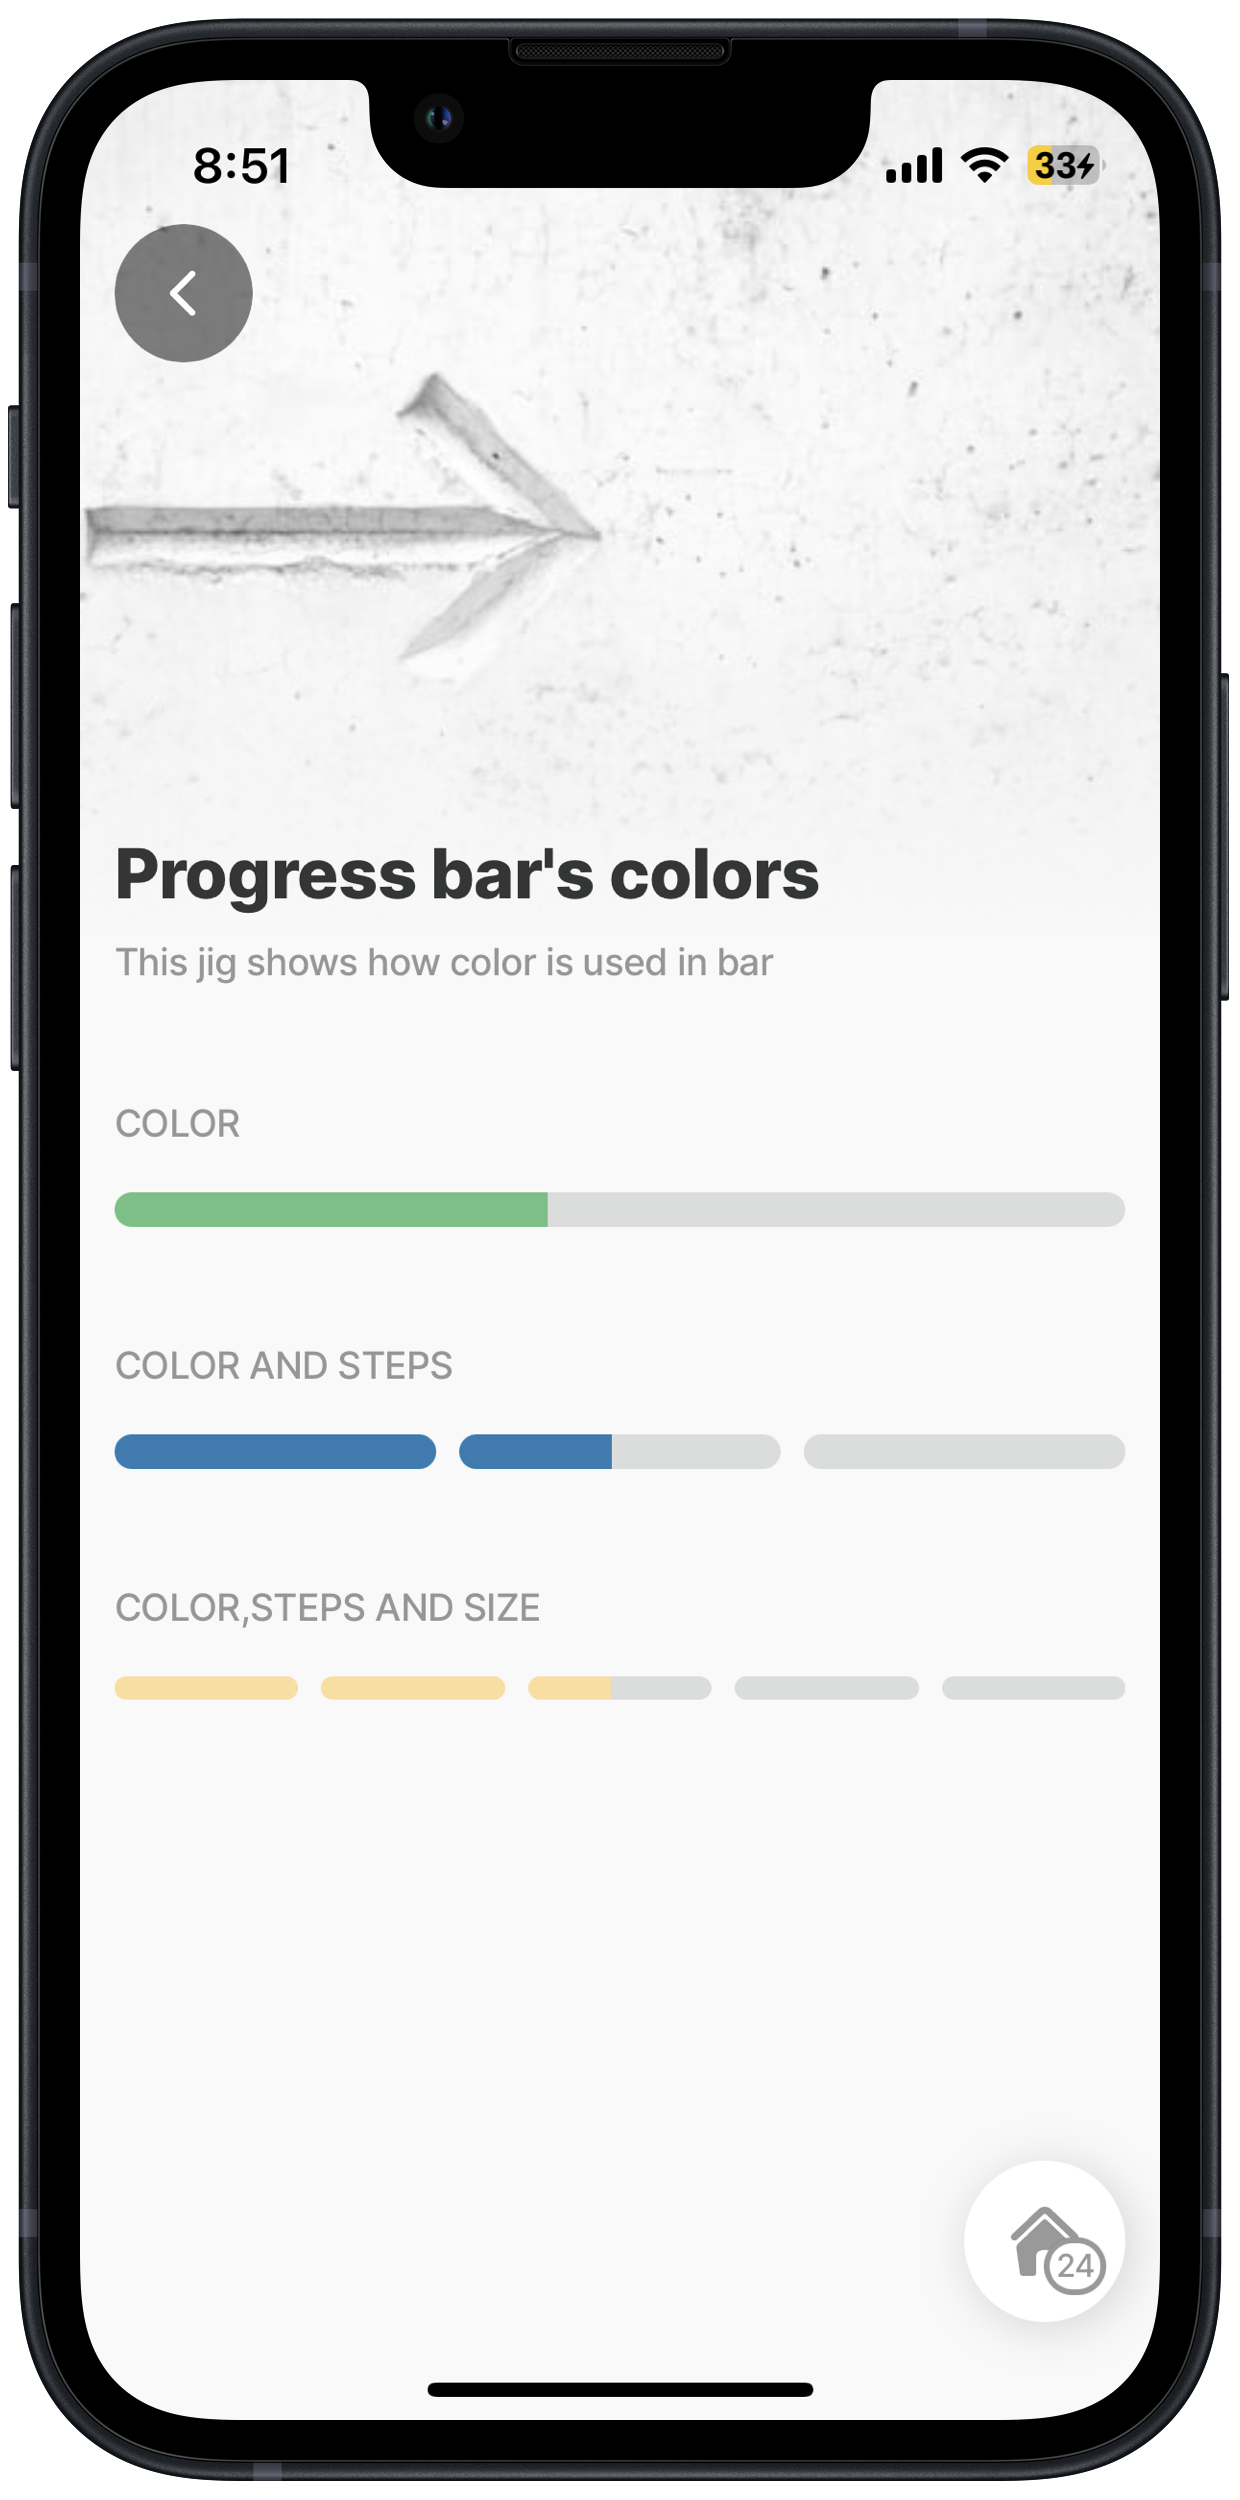 8:51
33
Progress bar's colors
This jig shows how color is used in bar
COLOR
COLOR AND STEPS
COLOR,STEPS AND SIZE
24